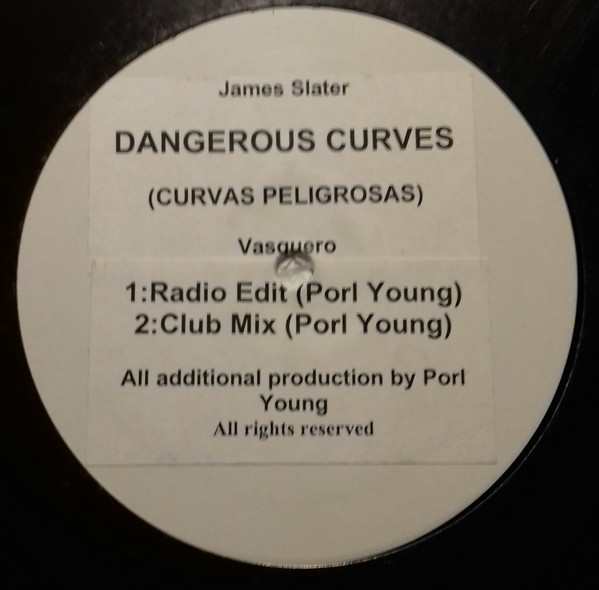 James Slater
DANGEROUS CURVES
(CURVAS PELIGROSAS)
Vasquero
1:Radio Edit (Porl Young)
2:Club Mix (Porl Young)
All additional production by Porl
Young
All rights reserved